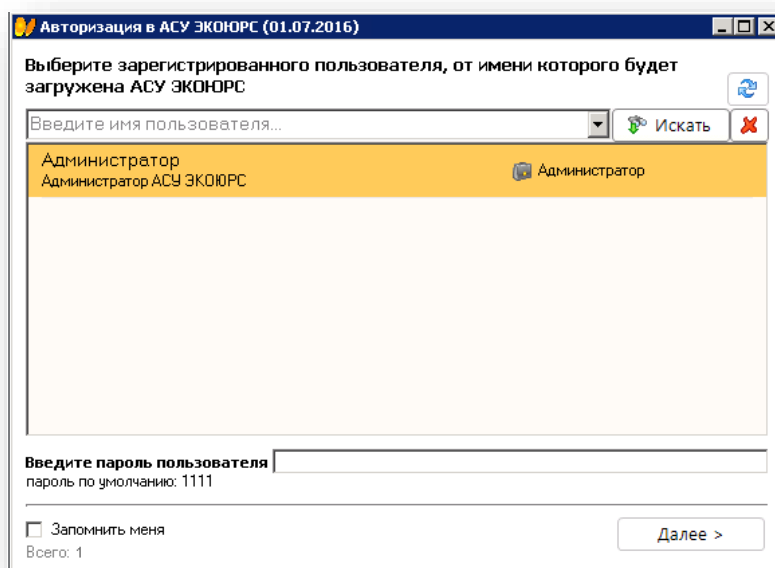 Авторизация в АСУ ЭКОЮРС (01.07.2016)
Выберите зарегистрированного пользователя, от имени которого будет
загружена АСУ ЭКОЮРС
Введите имя пользователя...
Искать
Администратор
Администратор АСУ ЭКОЮРС
Администратор
Введите пароль пользователя
пароль по умолчанию: 1111
Запомнить меня
Далее >
Всего: 1